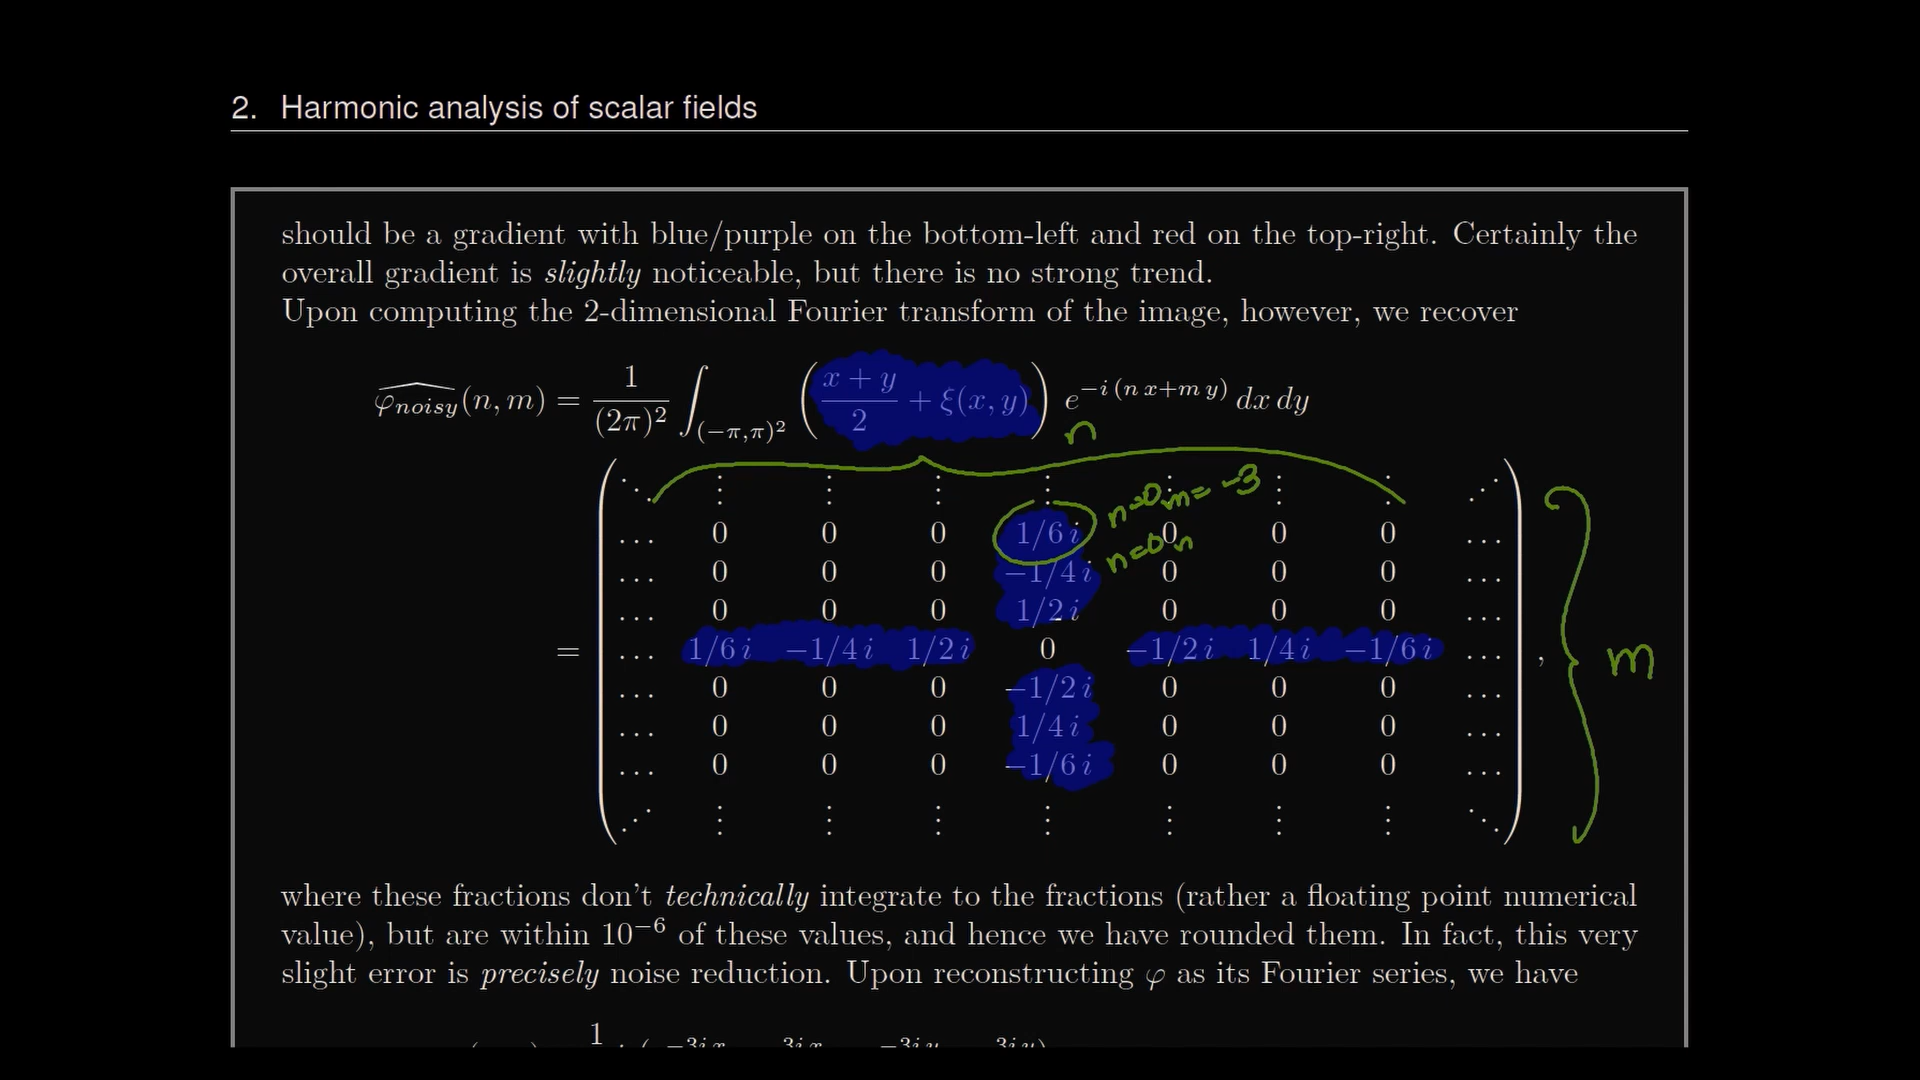 2. Harmonic analysis of scalar fields
should be a gradient with blue/purple on the bottom-left and red on the top-right. Certainly the
overall gradient is slightly noticeable, but there is no strong trend.
Upon computing the 2-dimensional Fourier transform of the image, however, we recover
\widehat{φ_{noisy}}(n, m) = \frac{1}{(2π)^2} ∫_{(−π,π)^2} ( \frac{x + y}{2} + ξ(x, y) ) e^{−i (n x+m y)} dx dy
n
⋱ ⋮ ⋮ ⋮ ⋮ ⋮ ⋮ ⋮ ⋰
… 0 0 0 1/6 i 0 0 0 …
n=0, m= -3
… 0 0 0 −1/4 i 0 0 0 …
n=0 n
… 0 0 0 1/2 i 0 0 0 …
= … 1/6 i −1/4 i 1/2 i 0 −1/2 i 1/4 i −1/6 i … ,
m
… 0 0 0 −1/2 i 0 0 0 …
… 0 0 0 1/4 i 0 0 0 …
… 0 0 0 −1/6 i 0 0 0 …
⋰ ⋮ ⋮ ⋮ ⋮ ⋮ ⋮ ⋮ ⋱
where these fractions don't technically integrate to the fractions (rather a floating point numerical
value), but are within 10^{−6} of these values, and hence we have rounded them. In fact, this very
slight error is precisely noise reduction. Upon reconstructing φ as its Fourier series, we have